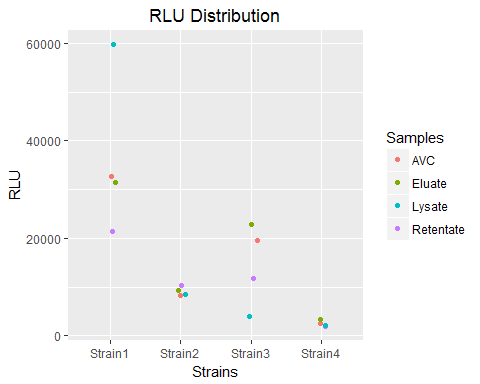 RLU Distribution
60000
40000
20000
0
RLU
Strain1 Strain2 Strain3 Strain4
Strains
Samples
AVC
Eluate
Lysate
Retentate